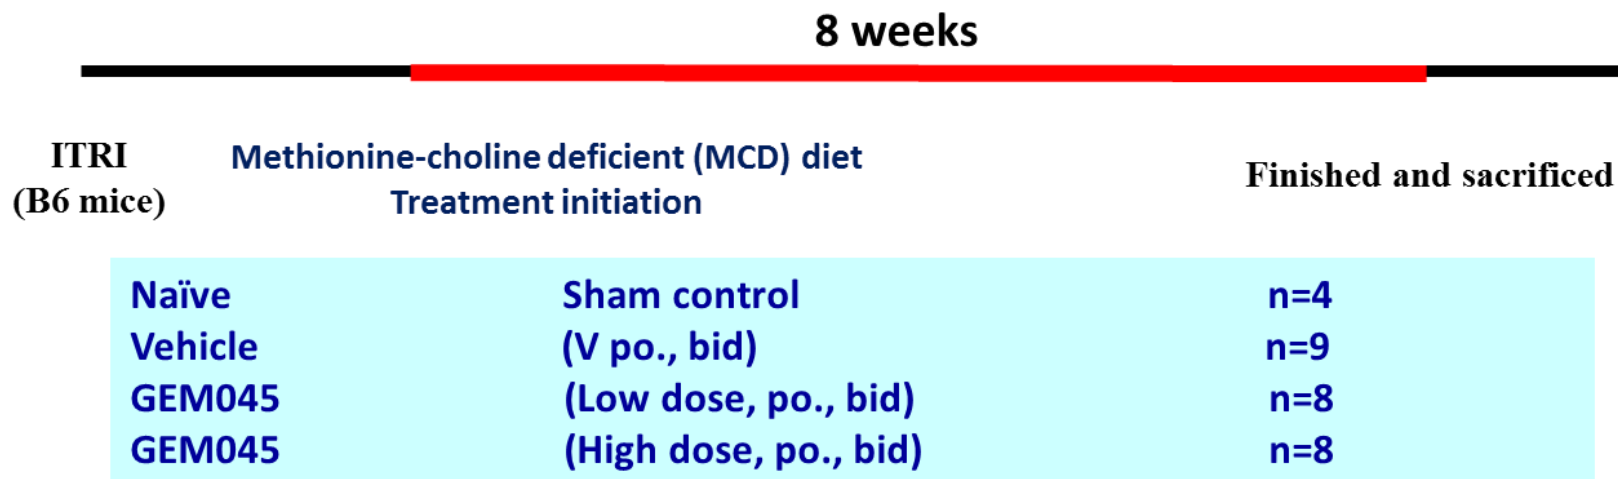 8 weeks
ITRI
(B6 mice)
Methionine-choline deficient (MCD) diet
Treatment initiation
Finished and sacrificed
Naïve Sham control n=4
Vehicle (V po., bid) n=9
GEM045 (Low dose, po., bid) n=8
GEM045 (High dose, po., bid) n=8